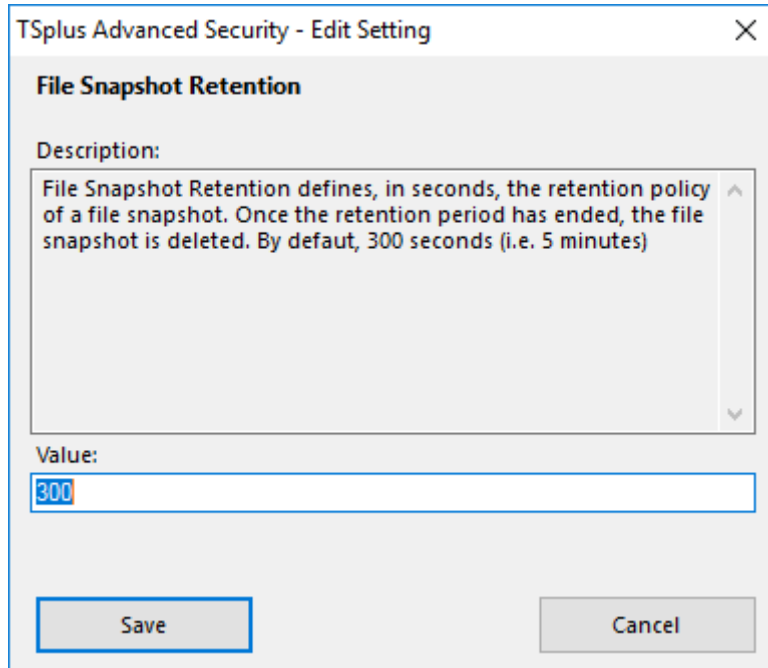 TSplus Advanced Security - Edit Setting
File Snapshot Retention
Description:
File Snapshot Retention defines, in seconds, the retention policy
of a file snapshot. Once the retention period has ended, the file
snapshot is deleted. By defaut, 300 seconds (i.e. 5 minutes)
Value:
300
Save
Cancel